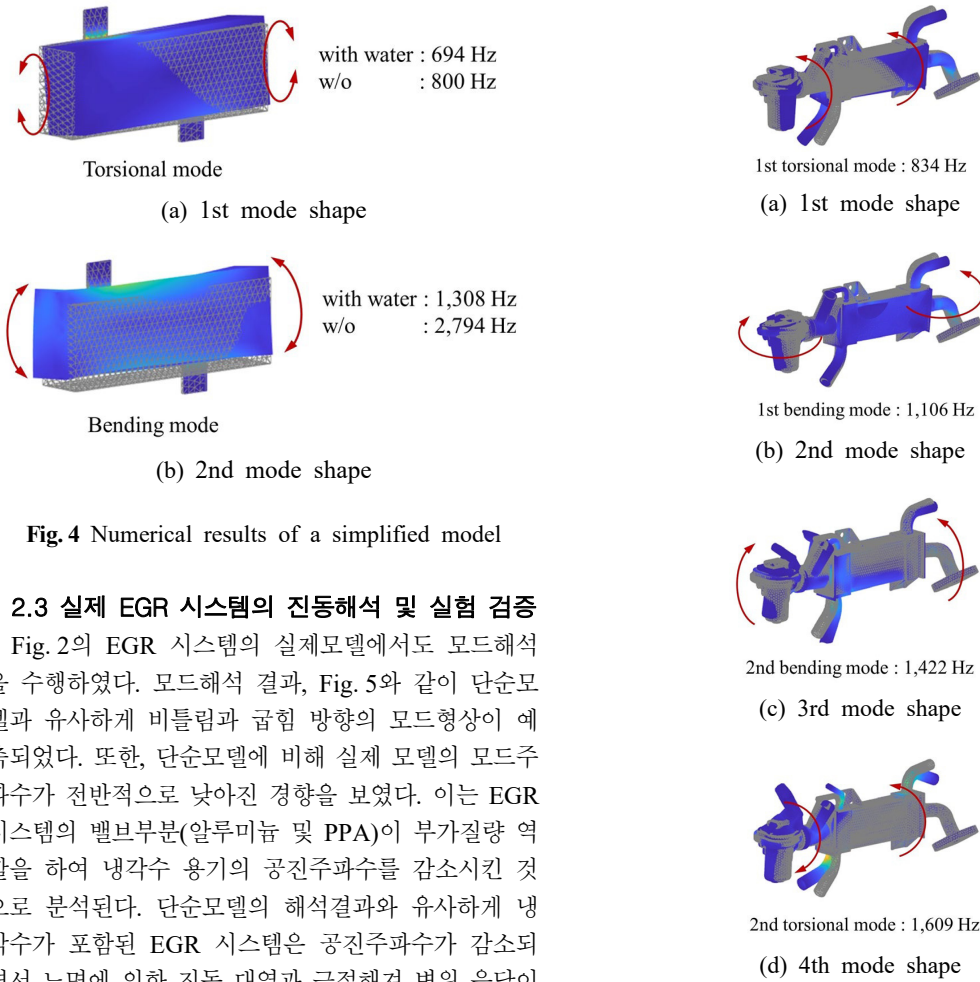 with water : 694 Hz
w/o : 800 Hz
Torsional mode
(a) 1st mode shape
with water : 1,308 Hz
w/o : 2,794 Hz
Bending mode
(b) 2nd mode shape
Fig. 4 Numerical results of a simplified model
2.3 실제 EGR 시스템의 진동해석 및 실험 검증
Fig. 2의 EGR 시스템의 실제모델에서도 모드해석
을 수행하였다. 모드해석 결과, Fig. 5와 같이 단순모
델과 유사하게 비틀림과 굽힘 방향의 모드형상이 예
측되었다. 또한, 단순모델에 비해 실제 모델의 모드주
파수가 전반적으로 낮아진 경향을 보였다. 이는 EGR
시스템의 밸브부분(알루미늄 및 PPA)이 부가질량 역
할을 하여 냉각수 용기의 공진주파수를 감소시킨 것
으로 분석된다. 단순모델의 해석결과와 유사하게 냉
각수가 포함된 EGR 시스템은 공진주파수가 감소되
1st torsional mode : 834 Hz
(a) 1st mode shape
1st bending mode : 1,106 Hz
(b) 2nd mode shape
2nd bending mode : 1,422 Hz
(c) 3rd mode shape
2nd torsional mode : 1,609 Hz
(d) 4th mode shape